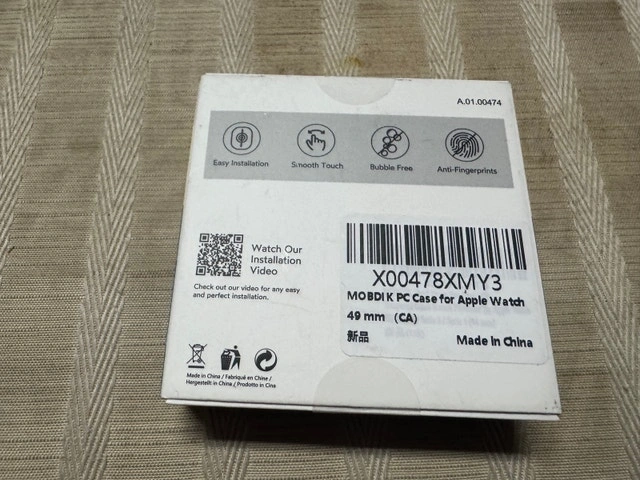 A.01.00474
Easy Installation
Smooth Touch
Bubble Free
Anti-Fingerprints
Watch Our
Installation
Video
Check out our video for any easy
and perfect installation.
X00478XMY3
MOBDIK PC Case for Apple Watch
49 mm （CA）
新品
Made In China
Made in China / Fabriqué en Chine /
Hergestellt in China / Prodotto in Cina